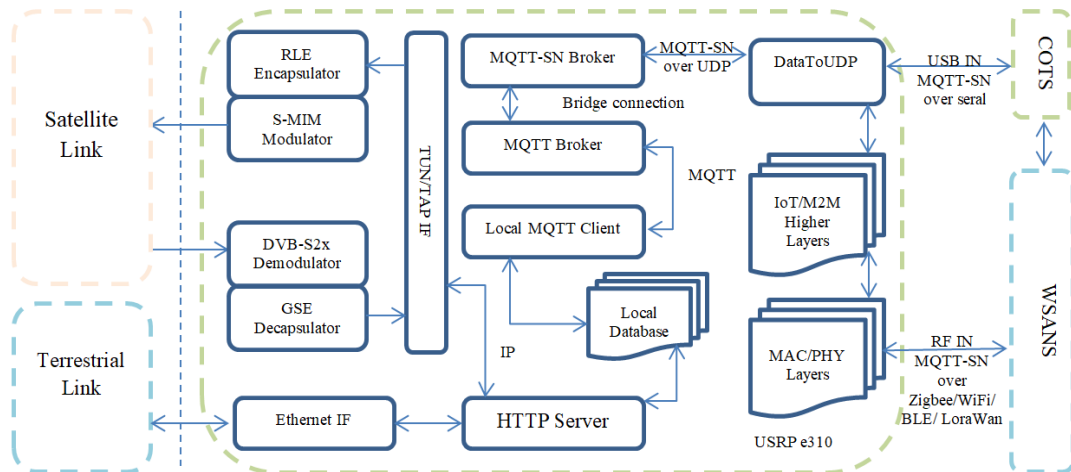 Satellite
Link
Terrestrial
Link
RLE
Encapsulator
S-MIM
Modulator
DVB-S2x
Demodulator
GSE
Decapsulator
Ethernet IF
TUN/TAP IF
MQTT-SN Broker
Bridge connection
MQTT Broker
Local MQTT Client
MQTT
Local
Database
IP
HTTP Server
MQTT-SN
over UDP
DataToUDP
IoT/M2M
Higher
Layers
MAC/PHY
Layers
USRP e310
USB IN
MQTT-SN
over seral
RF IN
MQTT-SN
over
Zigbee/WiFi/
BLE/ LoraWan
COTS
WSANS